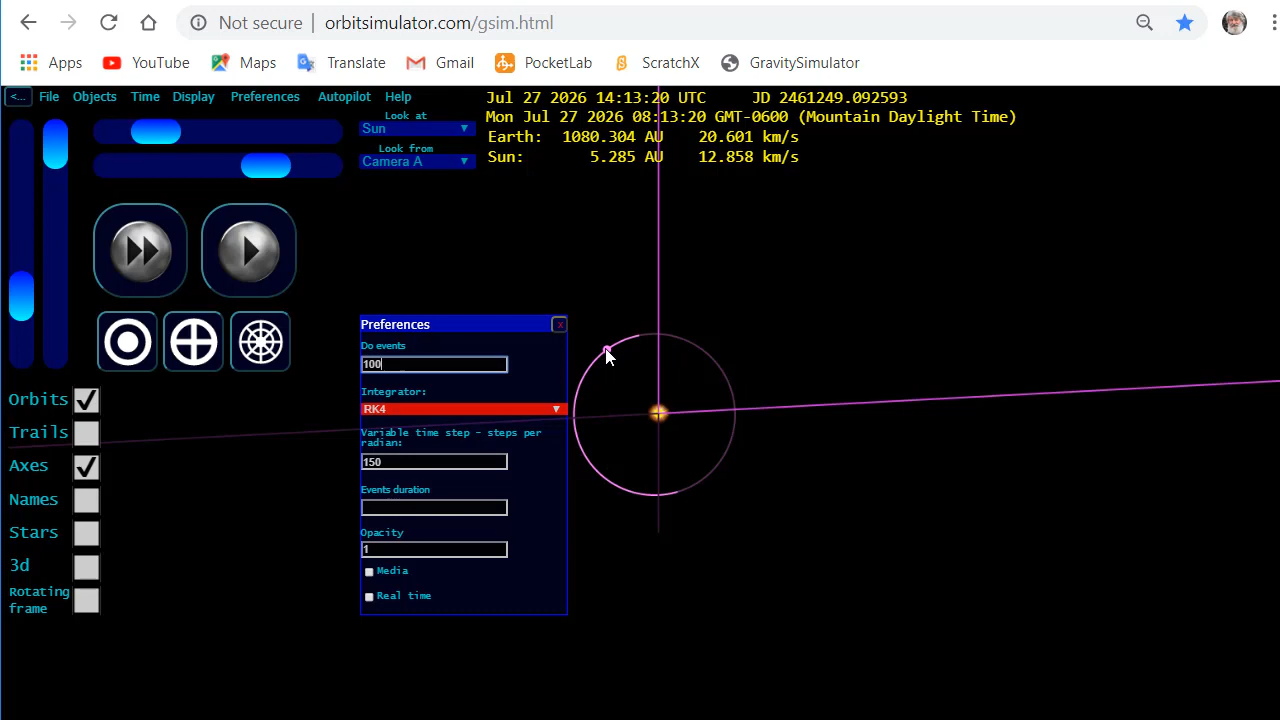 Not secure | orbitsimulator.com/gsim.html
Apps YouTube Maps Translate Gmail PocketLab ScratchX GravitySimulator
<... File Objects Time Display Preferences Autopilot Help
Look at
Sun
Look from
Camera A
Jul 27 2026 14:13:20 UTC JD 2461249.092593
Mon Jul 27 2026 08:13:20 GMT-0600 (Mountain Daylight Time)
Earth: 1080.304 AU 20.601 km/s
Sun: 5.285 AU 12.858 km/s
Preferences x
Do events
100
Integrator:
RK4
Variable time step - steps per
radian:
150
Events duration
Opacity
1
Media
Real time
Orbits
Trails
Axes
Names
Stars
3d
Rotating
frame